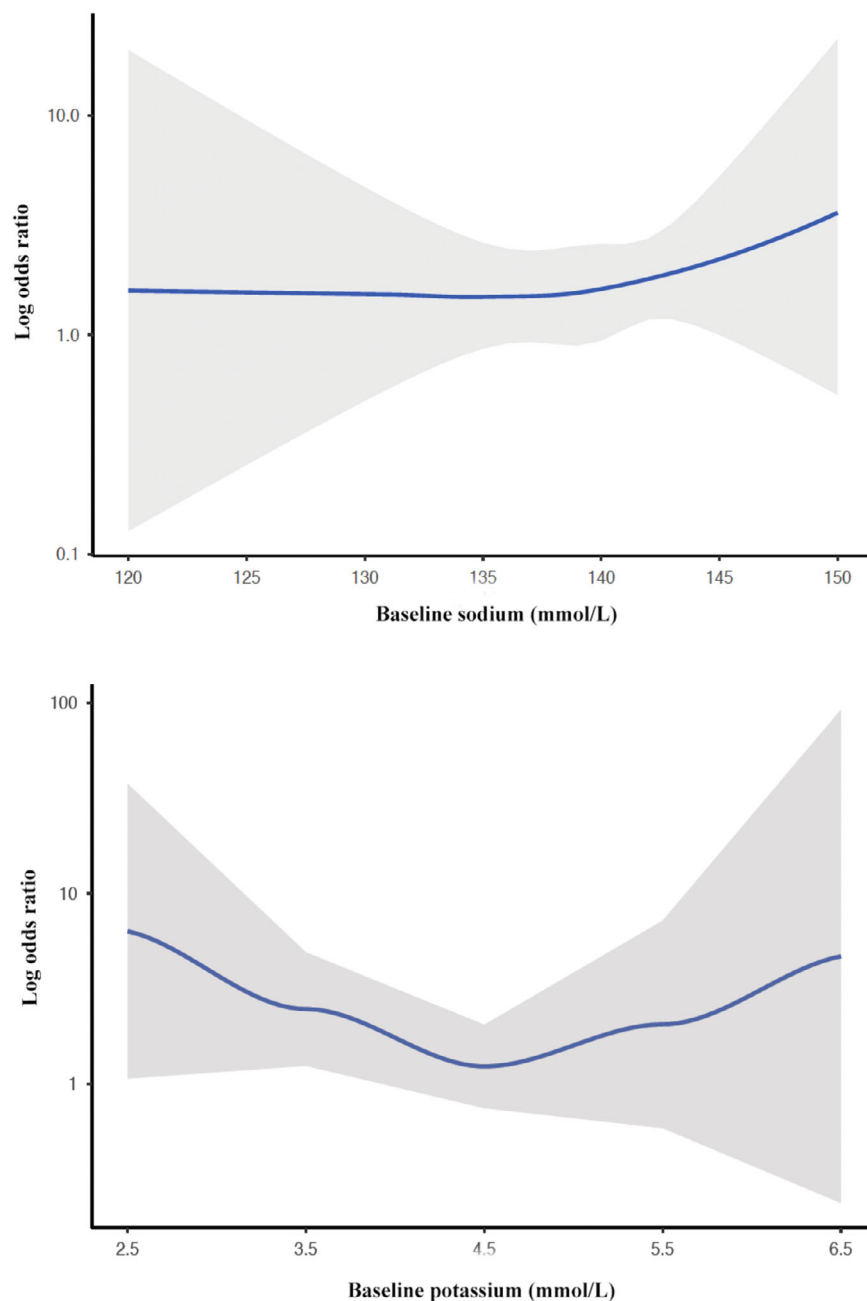 10.0
1.0
0.1
Log odds ratio
120 125 130 135 140 145 150
Baseline sodium (mmol/L)
100
10
1
Log odds ratio
2.5 3.5 4.5 5.5 6.5
Baseline potassium (mmol/L)